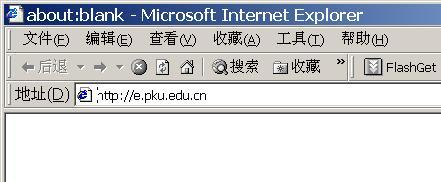 about:blank - Microsoft Internet Explorer
文件(F) 编辑(E) 查看(V) 收藏(A) 工具(T) 帮助(H)
后退 搜索 收藏 » FlashGet
地址(D) http://e.pku.edu.cn